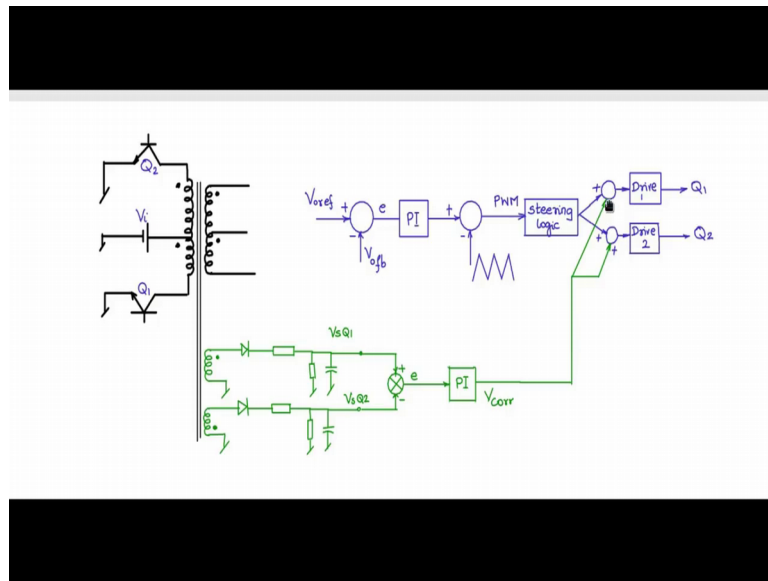 Q2
Vi
Q1
Voref + e PI + PWM steering logic + Drive 1 Q1
- Vofb - + + Drive 2 Q2
VsQ1
+ e PI Vcorr
VsQ2 -